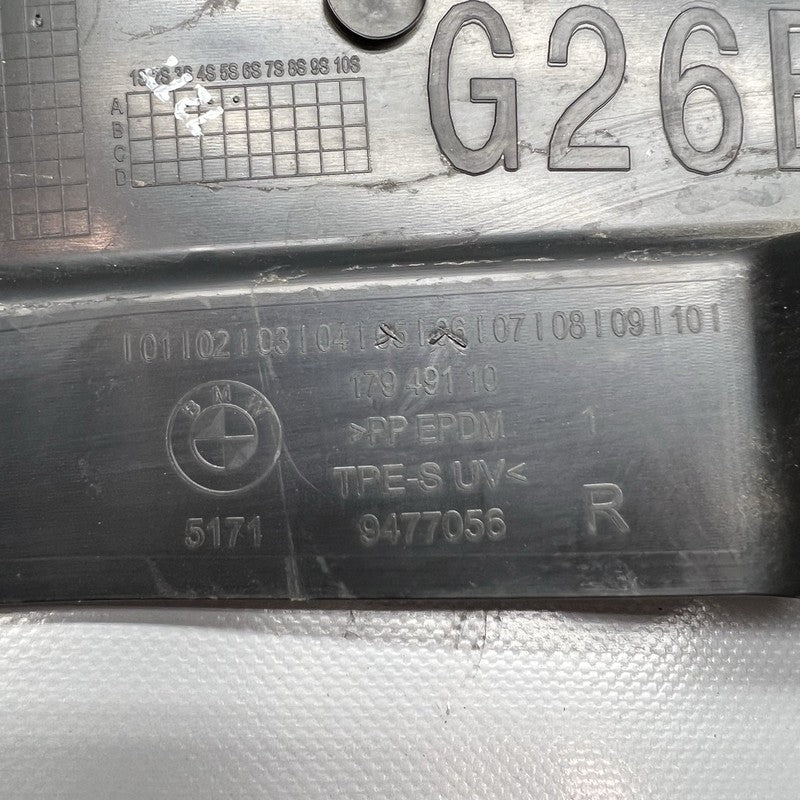 G26
1S 2S 3S 4S 5S 6S 7S 8S 9S 10S
A
B
C
D
| 01 | 02 | 03 | 04 | 05 | 06 | 07 | 08 | 09 | 10 |
179 491 10
BMW
>PP EPDM 1
TPE-S UV<
5171 9477056 R